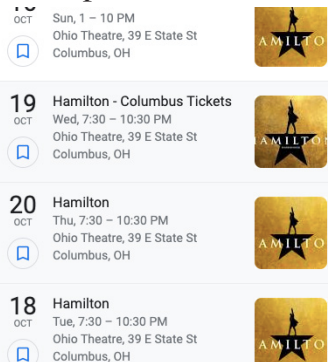 OCT
Sun, 1 – 10 PM
Ohio Theatre, 39 E State St
Columbus, OH
AMILTO
19
OCT
Hamilton - Columbus Tickets
Wed, 7:30 – 10:30 PM
Ohio Theatre, 39 E State St
Columbus, OH
HAMILTO
20
OCT
Hamilton
Thu, 7:30 – 10:30 PM
Ohio Theatre, 39 E State St
Columbus, OH
AMILTO
18
OCT
Hamilton
Tue, 7:30 – 10:30 PM
Ohio Theatre, 39 E State St
Columbus, OH
AMILTO